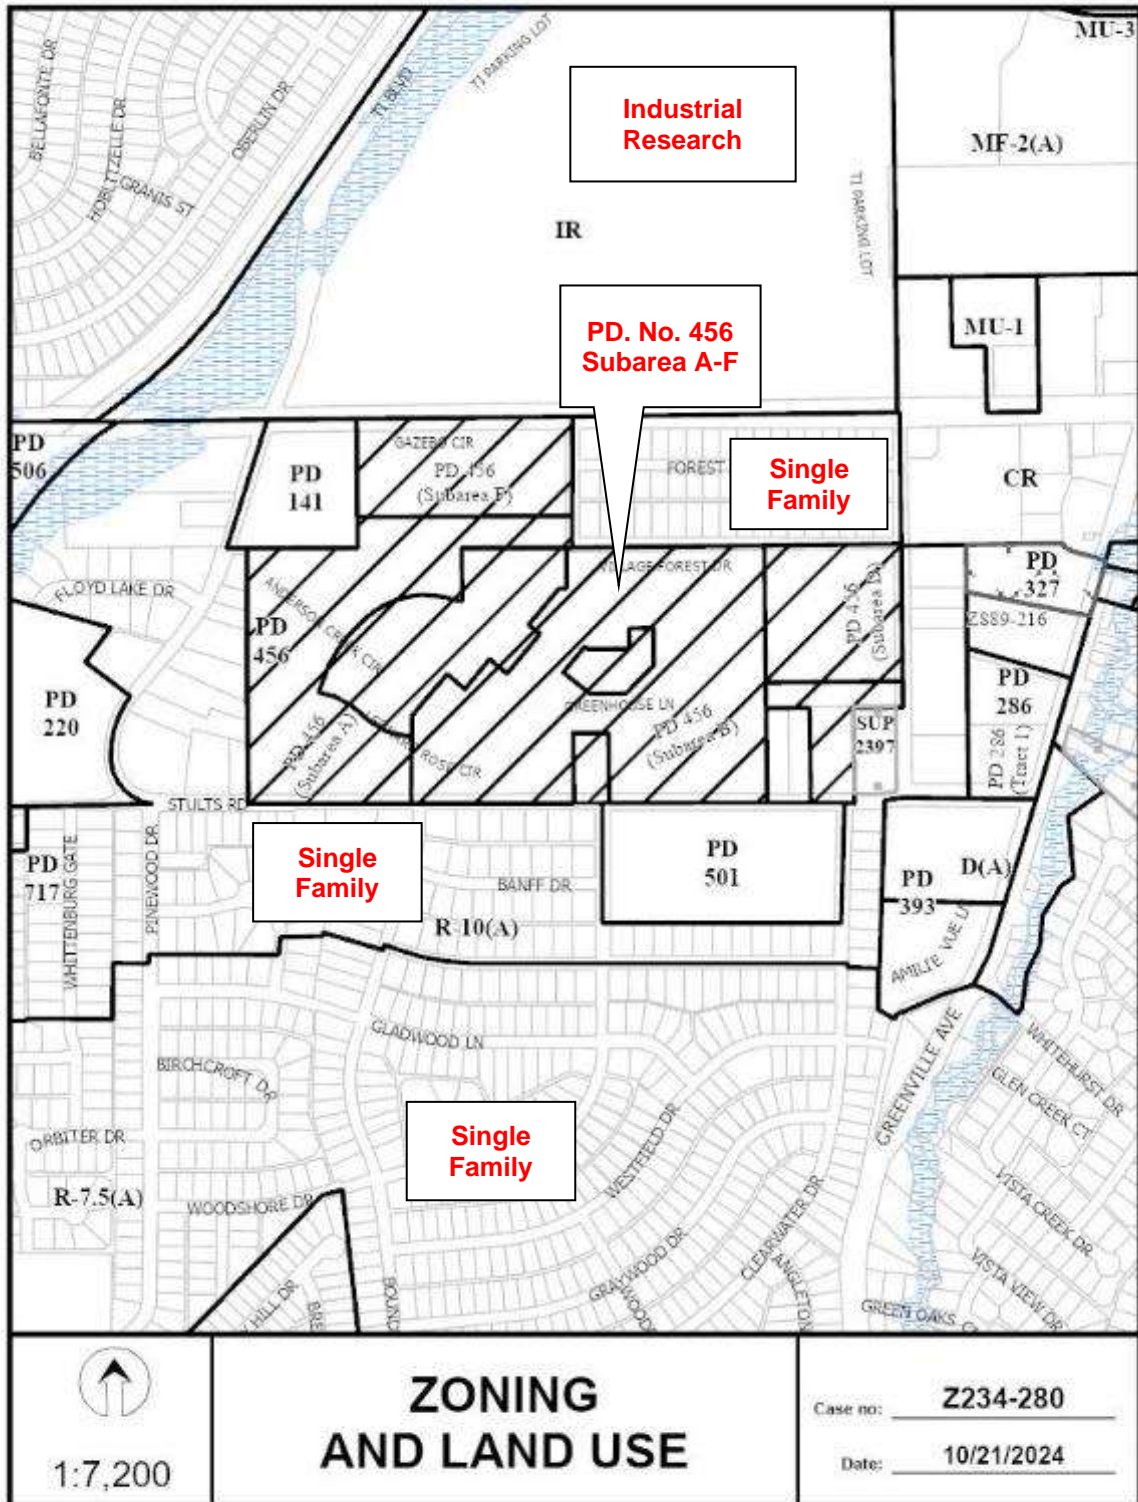 MU-3
BELLAFONTE DR
HOBLITZELLE DR
GRANIS ST
OBERLIN DR
TI BLVD
TI PARKING LOT
Industrial
Research
MF-2(A)
IR
TI PARKING LOT
MU-1
PD. No. 456
Subarea A-F
PD
506
PD
141
GAZEBO CIR
PD 456
(Subarea F)
FOREST
Single
Family
CR
FLOYD LAKE DR
ANDERSON CREEK CIR
PD
456
VILLAGE FOREST DR
PD 456
(Subarea D)
PD
327
Z889-216
PD
220
PD 456
(Subarea A)
ROSE CIR
GREENHOUSE LN
PD 456
(Subarea B)
SUP
2397
PD
286
PD 286
(Tract 1)
STULTS RD
PD
717
WHITTENBURG GATE
PINEWOOD DR
Single
Family
BANFF DR
R-10(A)
PD
501
PD
393
D(A)
AMILIE VUE LN
GLADWOOD LN
BIRCHCROFT DR
ORBITER DR
R-7.5(A)
WOODSHORE DR
Single
Family
WESTFIELD DR
GREENVILLE AVE
WHITEHURST DR
GLEN CREEK CT
VISTA CREEK DR
VISTA VIEW DR
GREEN OAKS
CLEARWATER DR
ANGLETON
GRAYWOOD DR
GRAYWOOD
HILL DR
BRE
BOUND
1:7,200
ZONING
AND LAND USE
Case no: Z234-280
Date: 10/21/2024